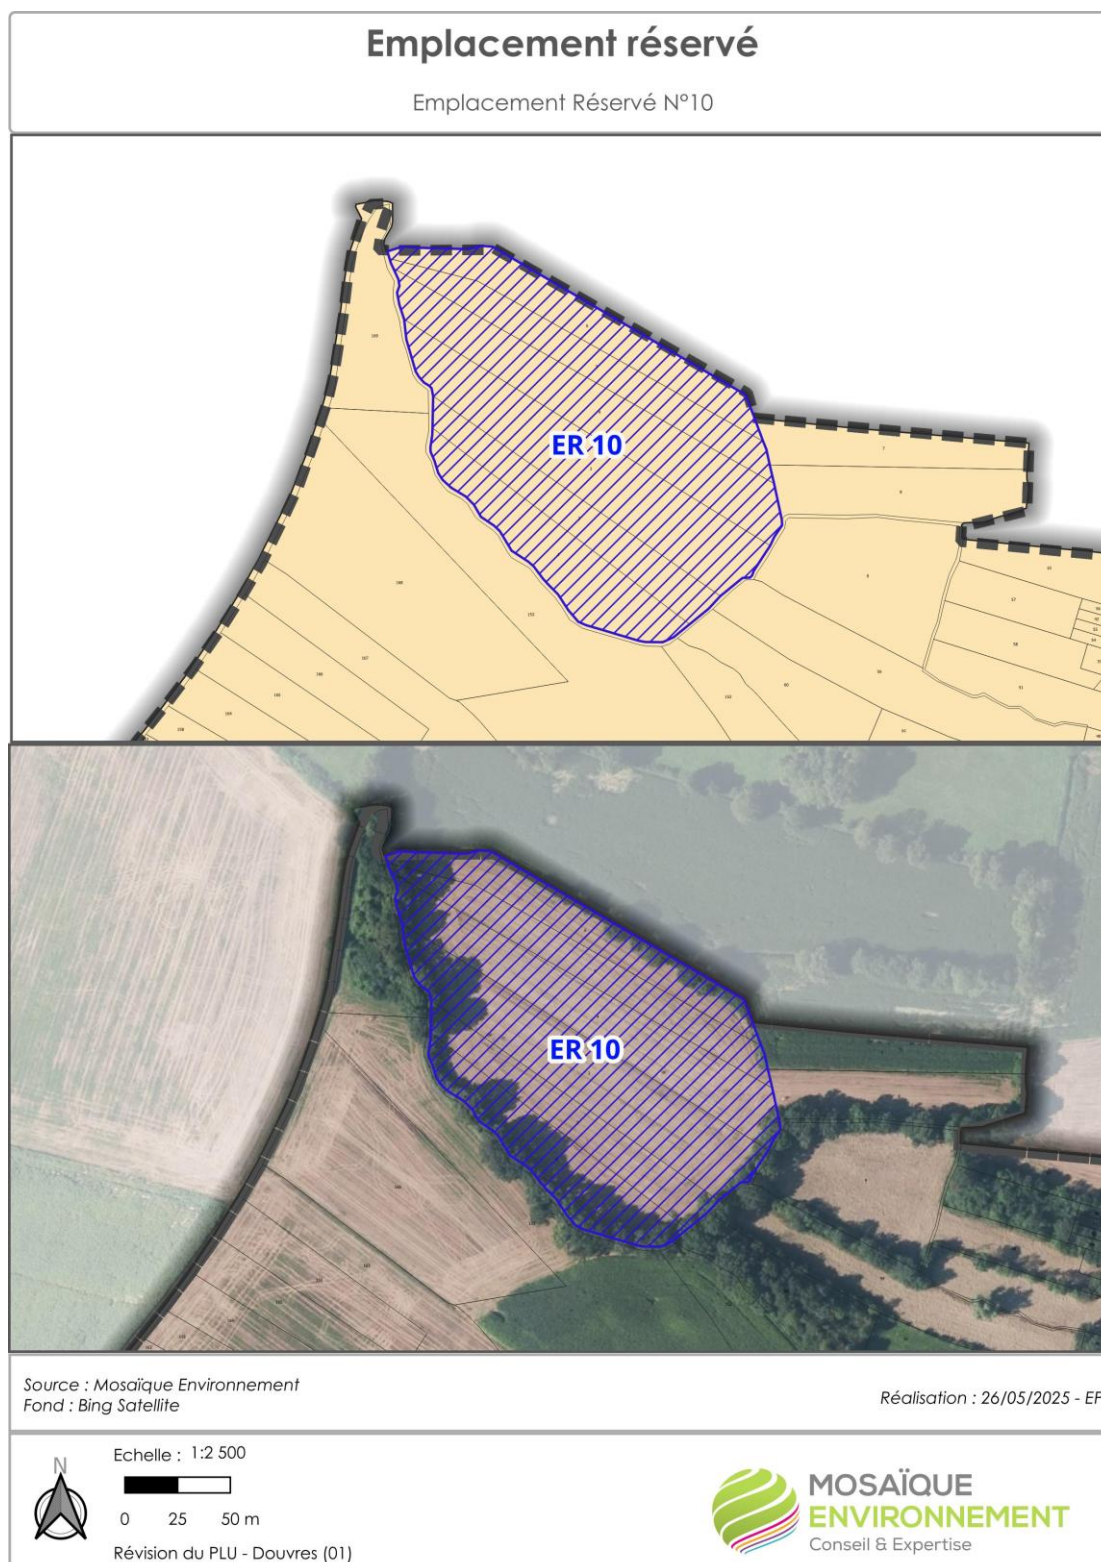 Emplacement réservé
Emplacement Réservé N°10
ER 10
ER 10
Source : Mosaïque Environnement
Fond : Bing Satellite
Réalisation : 26/05/2025 - EP
N
Echelle : 1:2 500
0 25 50 m
Révision du PLU - Douvres (01)
MOSAÏQUE
ENVIRONNEMENT
Conseil & Expertise